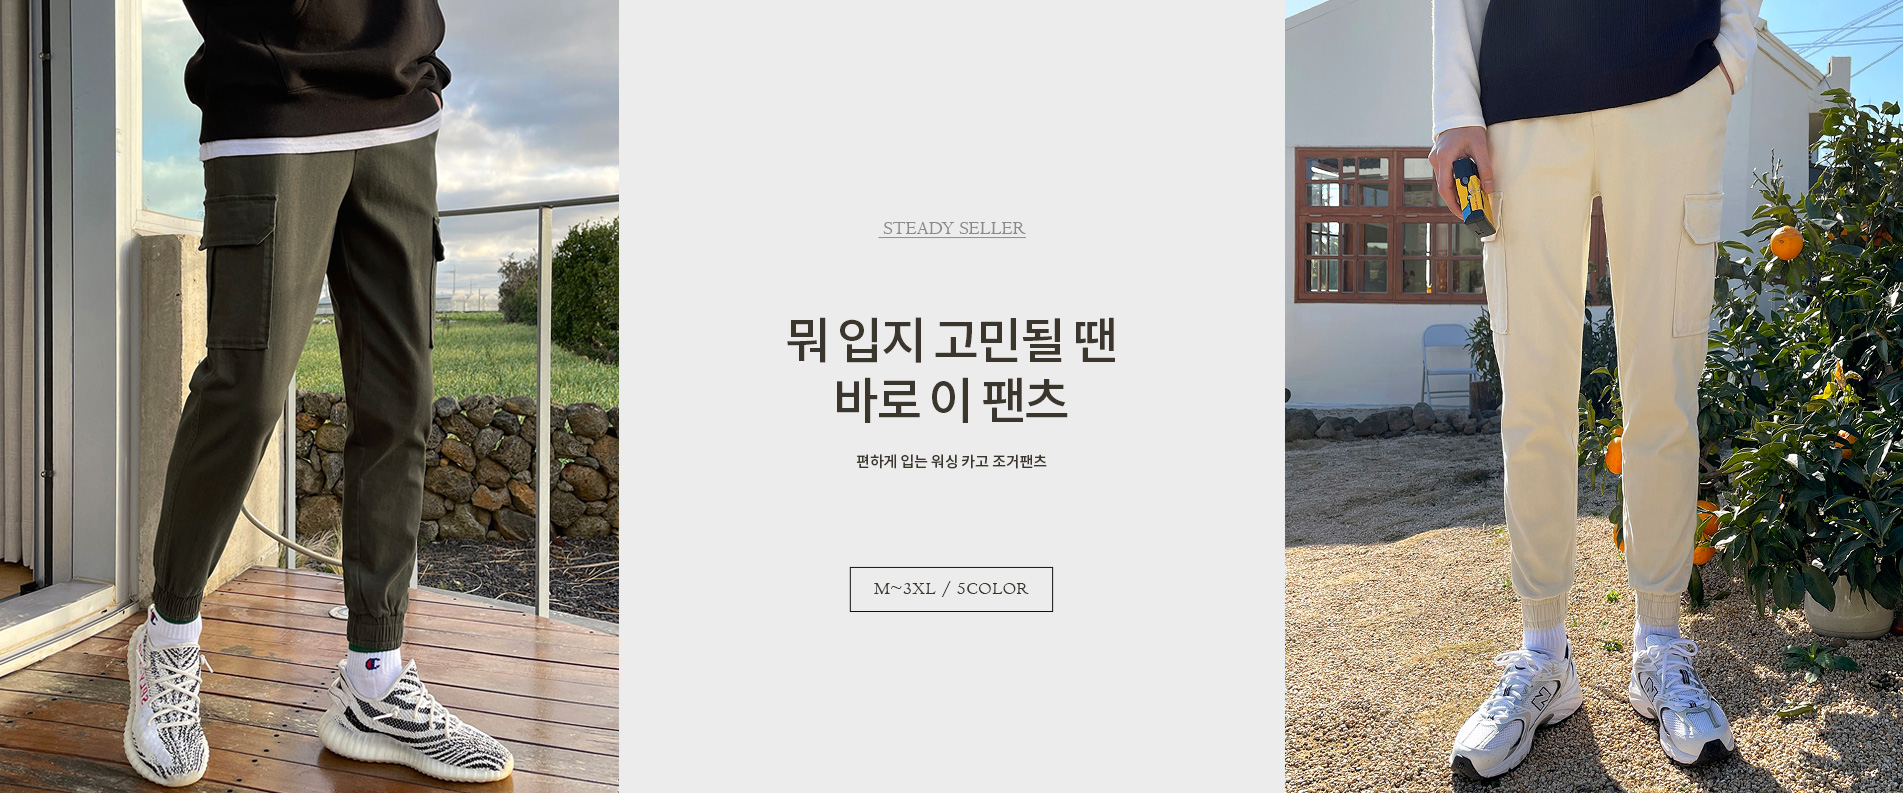 STEADY SELLER
뭐 입지 고민될 땐
바로 이 팬츠
편하게 입는 워싱 카고 조거팬츠
M~3XL / 5COLOR